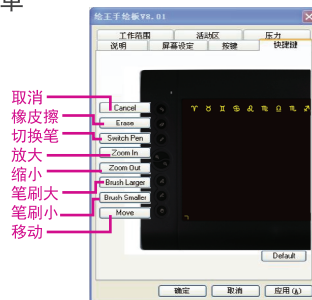 单
绘王手绘板V8.01
工作范围 活动区 压力
说明 屏幕设定 按键 快捷键
取消 Cancel
橡皮擦 Erase
切换笔 Switch Pen
放大 Zoom In
缩小 Zoom Out
笔刷大 Brush Larger
笔刷小 Brush Smaller
移动 Move
♈ ♉ ♊ ♋ ♌ ♍ ♎ ♏ ♐
Default
确定 取消 应用(A)